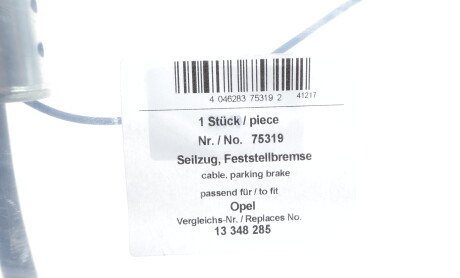 4 046283 75319 2 41217
1 Stück / piece
Nr. / No. 75319
Seilzug, Feststellbremse
cable, parking brake
passend für / to fit
Opel
Vergleichs-Nr. / Replaces No.
13 348 285